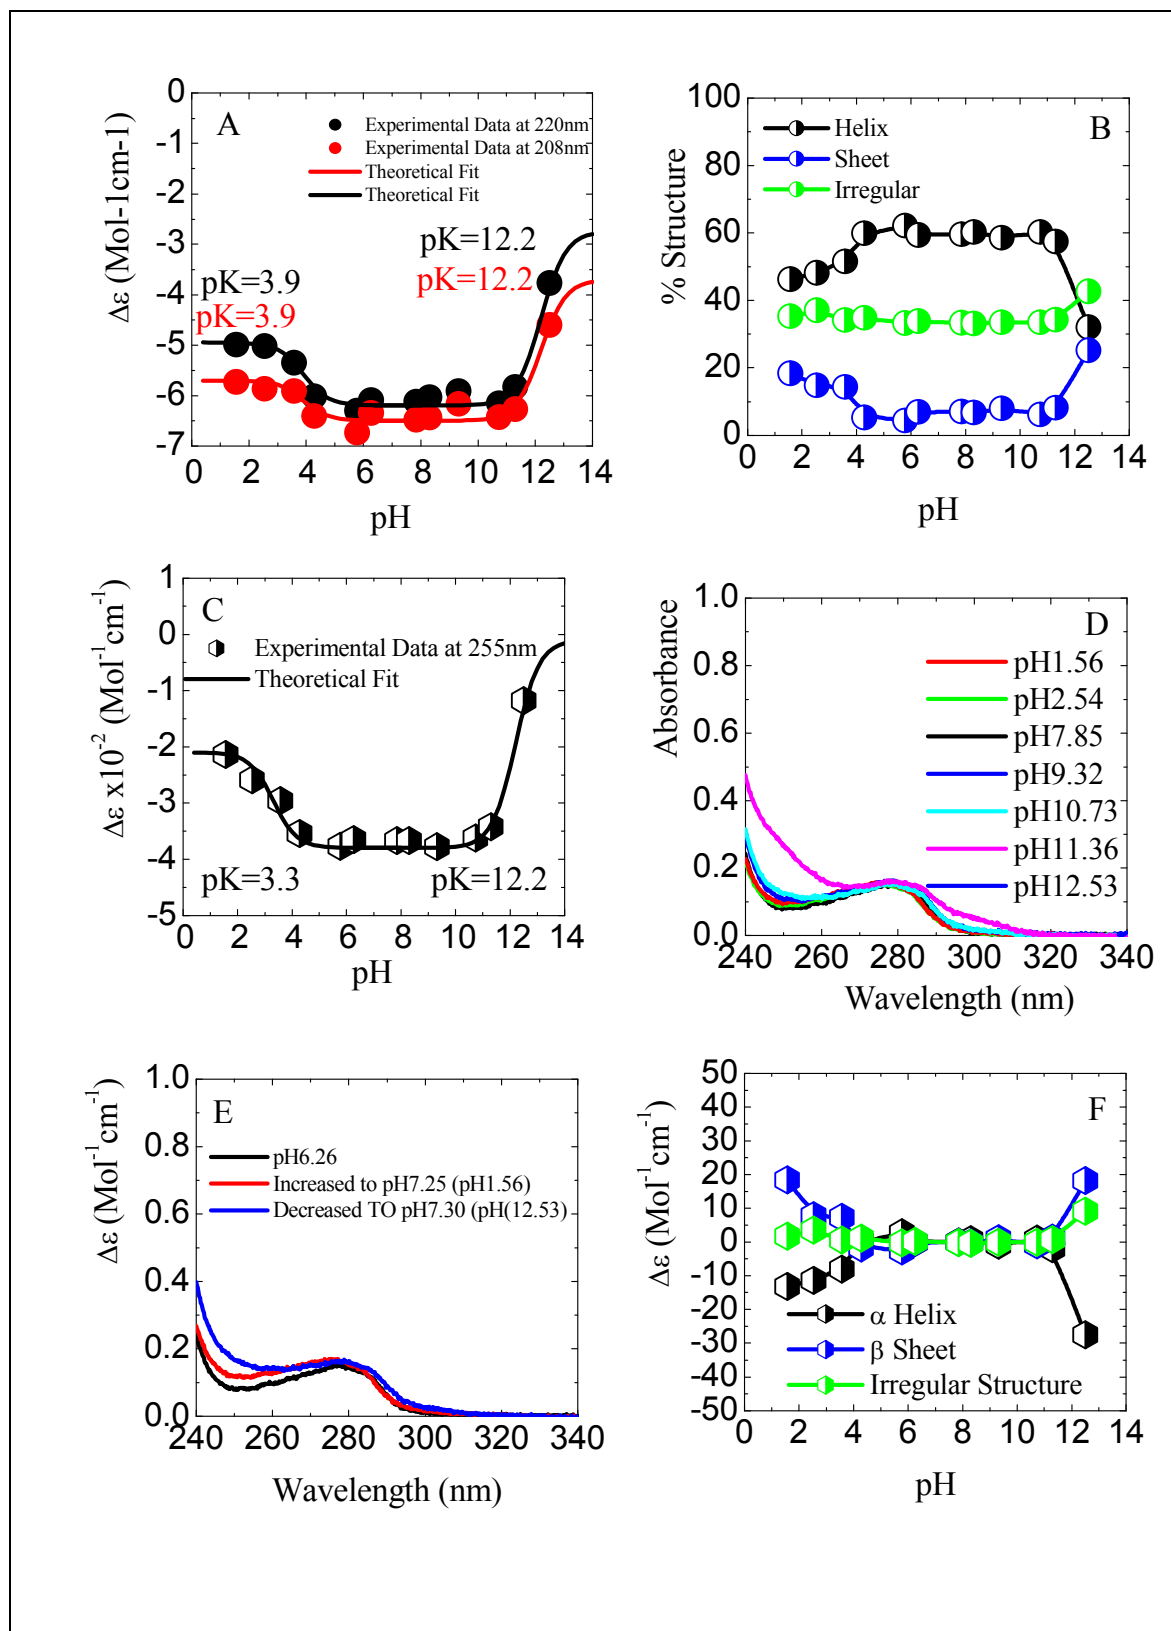 A
Experimental Data at 220nm
Experimental Data at 208nm
Theoretical Fit
Theoretical Fit
pK=12.2
pK=12.2
pK=3.9
pK=3.9
Δε (Mol-1cm-1)
0
-1
-2
-3
-4
-5
-6
-7
0 2 4 6 8 10 12 14
pH
B
Helix
Sheet
Irregular
% Structure
100
80
60
40
20
0
0 2 4 6 8 10 12 14
pH
C
Experimental Data at 255nm
Theoretical Fit
pK=3.3
pK=12.2
Δε x10⁻² (Mol⁻¹cm⁻¹)
1
0
-1
-2
-3
-4
-5
0 2 4 6 8 10 12 14
pH
D
pH1.56
pH2.54
pH7.85
pH9.32
pH10.73
pH11.36
pH12.53
Absorbance
1.0
0.8
0.6
0.4
0.2
0.0
240 260 280 300 320 340
Wavelength (nm)
E
pH6.26
Increased to pH7.25 (pH1.56)
Decreased TO pH7.30 (pH(12.53)
Δε (Mol⁻¹cm⁻¹)
1.0
0.8
0.6
0.4
0.2
0.0
240 260 280 300 320 340
Wavelength (nm)
F
α Helix
β Sheet
Irregular Structure
Δε (Mol⁻¹cm⁻¹)
50
40
30
20
10
0
-10
-20
-30
-40
-50
0 2 4 6 8 10 12 14
pH